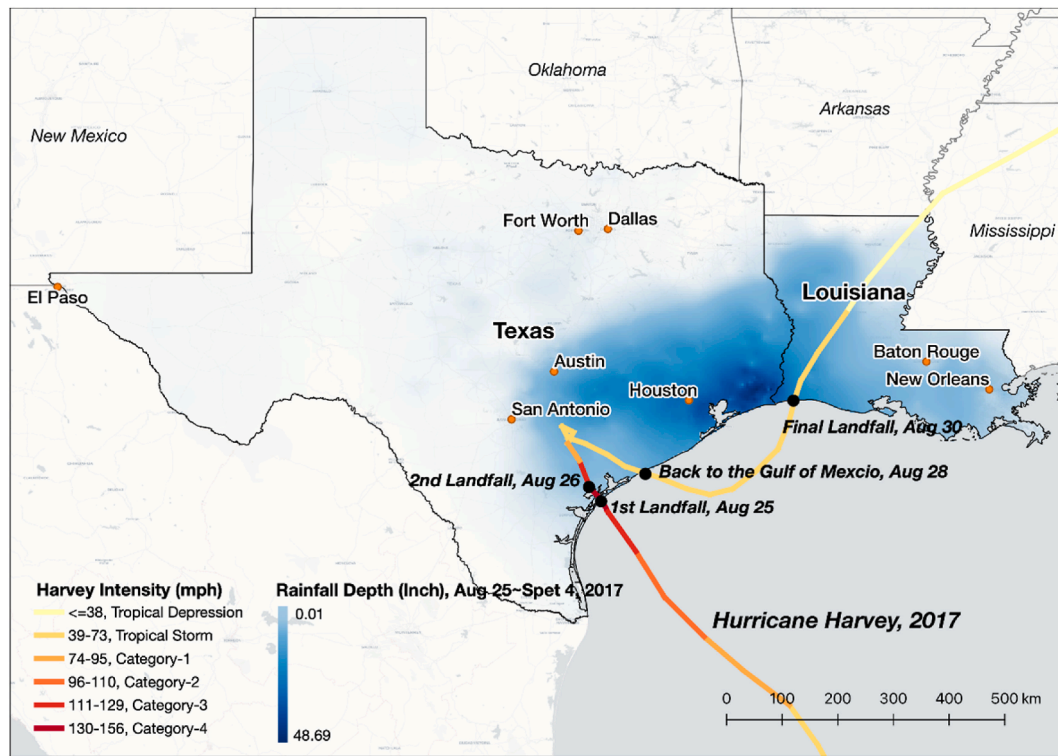 Oklahoma
Arkansas
New Mexico
Fort Worth
Dallas
Mississippi
El Paso
Louisiana
Texas
Baton Rouge
Austin
New Orleans
Houston
San Antonio
Final Landfall, Aug 30
Back to the Gulf of Mexcio, Aug 28
2nd Landfall, Aug 26
1st Landfall, Aug 25
Harvey Intensity (mph)
<=38, Tropical Depression
39-73, Tropical Storm
74-95, Category-1
96-110, Category-2
111-129, Category-3
130-156, Category-4
Rainfall Depth (Inch), Aug 25~Spet 4, 2017
0.01
48.69
Hurricane Harvey, 2017
0 100 200 300 400 500 km